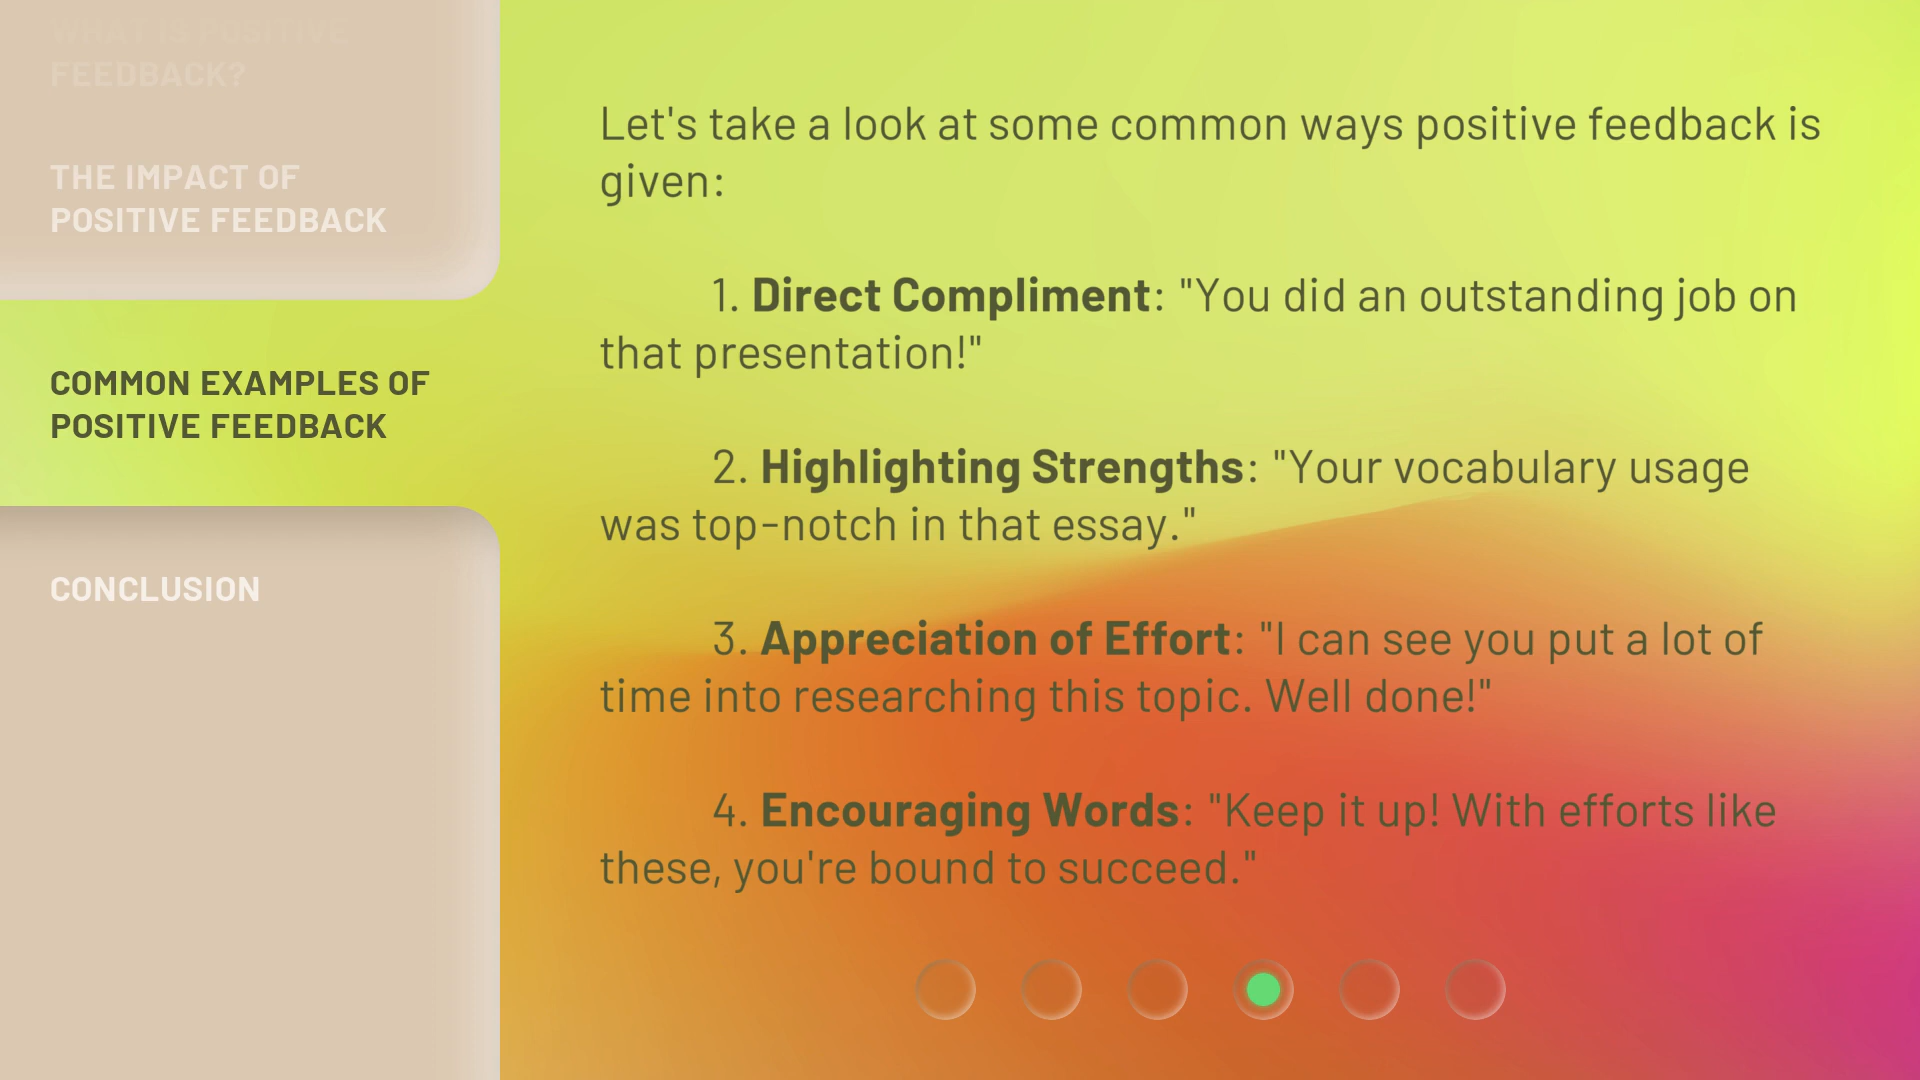 WHAT IS POSITIVE
FEEDBACK?
THE IMPACT OF
POSITIVE FEEDBACK
COMMON EXAMPLES OF
POSITIVE FEEDBACK
CONCLUSION
Let's take a look at some common ways positive feedback is
given:
1. Direct Compliment: "You did an outstanding job on
that presentation!"
2. Highlighting Strengths: "Your vocabulary usage
was top-notch in that essay."
3. Appreciation of Effort: "I can see you put a lot of
time into researching this topic. Well done!"
4. Encouraging Words: "Keep it up! With efforts like
these, you're bound to succeed."